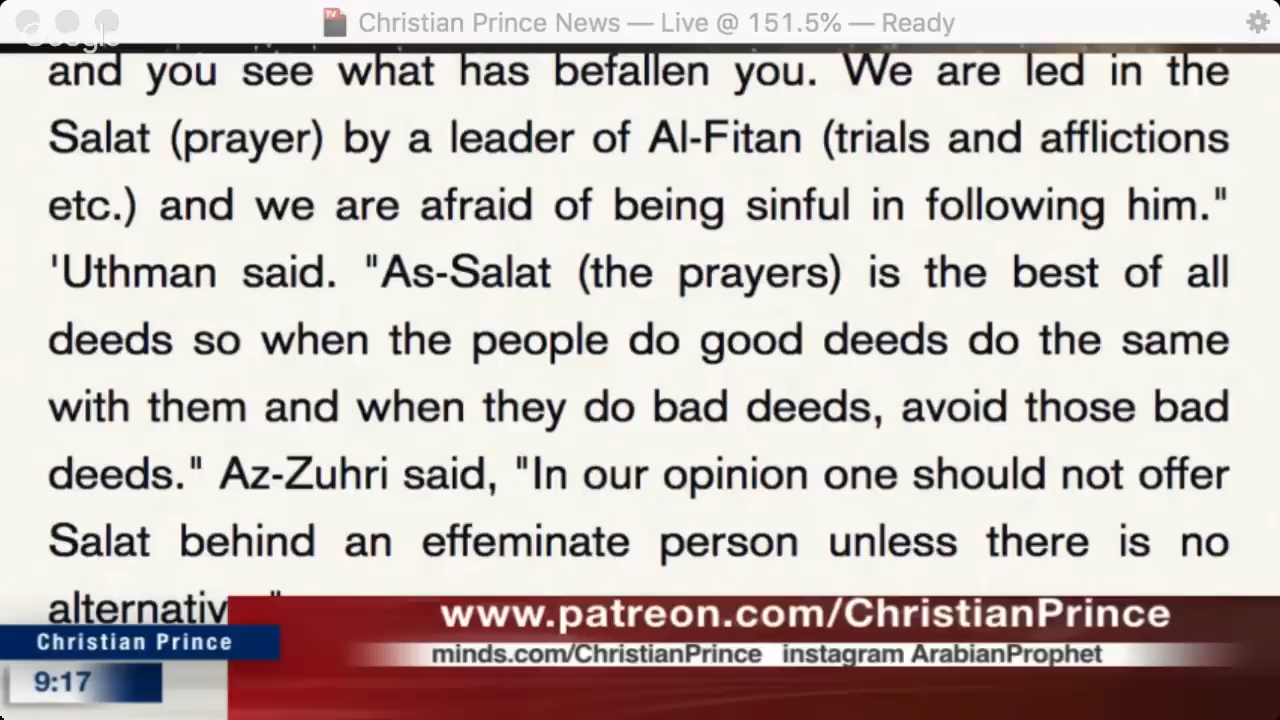 Christian Prince News — Live @ 151.5% — Ready
Google
and you see what has befallen you. We are led in the
Salat (prayer) by a leader of Al-Fitan (trials and afflictions
etc.) and we are afraid of being sinful in following him."
'Uthman said. "As-Salat (the prayers) is the best of all
deeds so when the people do good deeds do the same
with them and when they do bad deeds, avoid those bad
deeds." Az-Zuhri said, "In our opinion one should not offer
Salat behind an effeminate person unless there is no
alternativ "
www.patreon.com/ChristianPrince
Christian Prince
minds.com/ChristianPrince instagram ArabianProphet
9:17